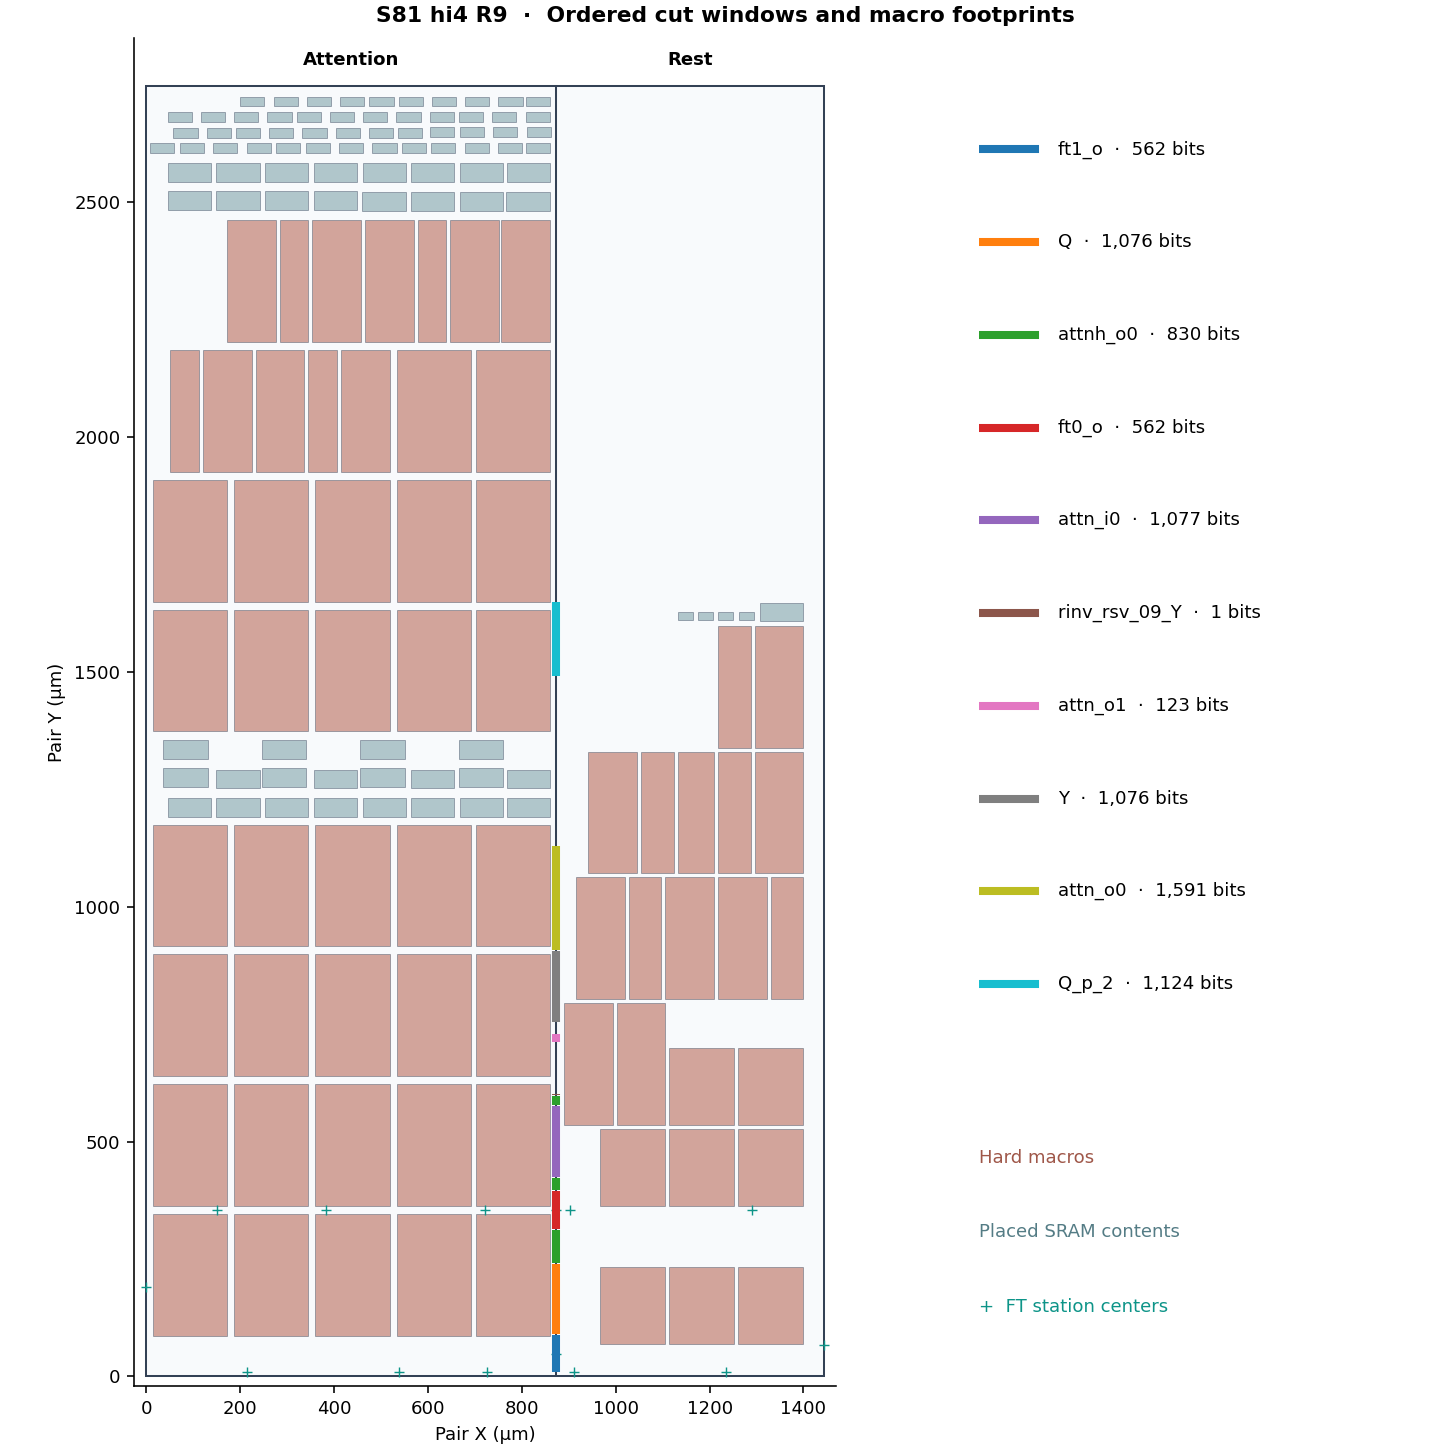 S81 hi4 R9  ·  Ordered cut windows and macro footprints
Attention
Rest
2500
2000
1500
1000
500
0
Pair Y (µm)
0 200 400 600 800 1000 1200 1400
Pair X (µm)
ft1_o  ·  562 bits
Q  ·  1,076 bits
attnh_o0  ·  830 bits
ft0_o  ·  562 bits
attn_i0  ·  1,077 bits
rinv_rsv_09_Y  ·  1 bits
attn_o1  ·  123 bits
Y  ·  1,076 bits
attn_o0  ·  1,591 bits
Q_p_2  ·  1,124 bits
Hard macros
Placed SRAM contents
+  FT station centers